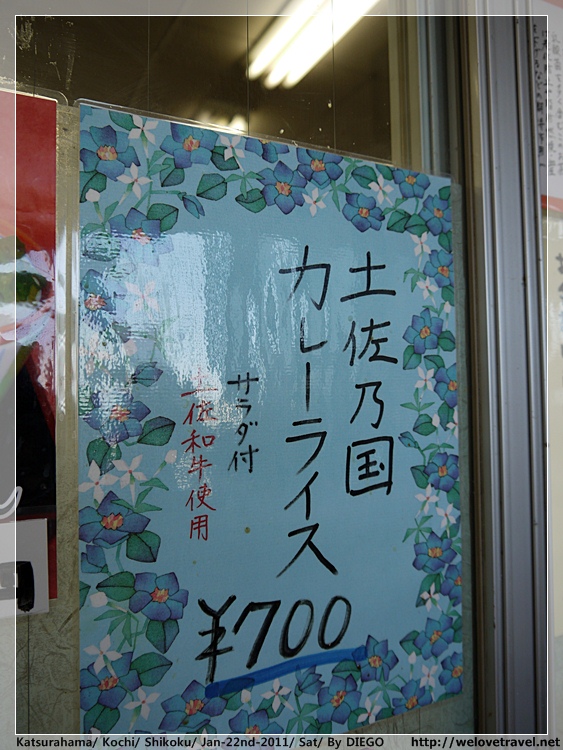 土佐乃国
カレーライス
サラダ付
土佐和牛使用
¥700
Katsurahama/ Kochi/ Shikoku/ Jan-22nd-2011/ Sat/ By DIEGO
http://welovetravel.net